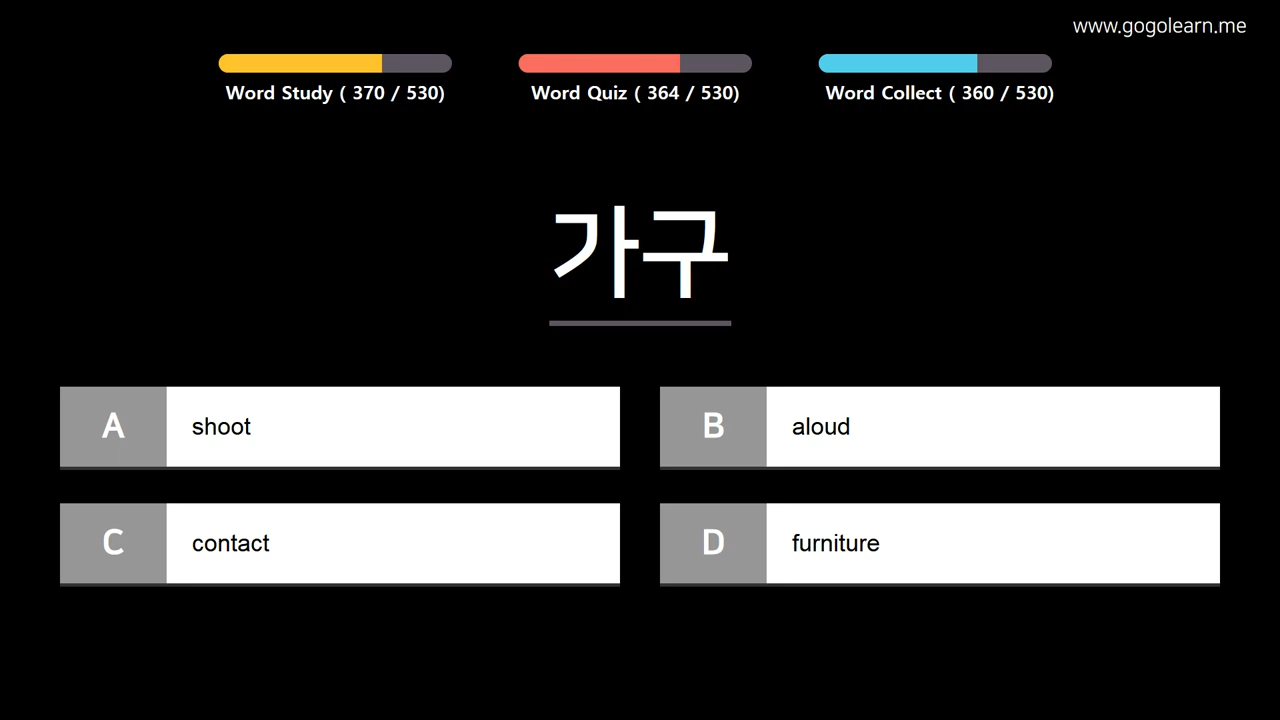 www.gogolearn.me
Word Study ( 370 / 530)
Word Quiz ( 364 / 530)
Word Collect ( 360 / 530)
가구
A shoot
B aloud
C contact
D furniture